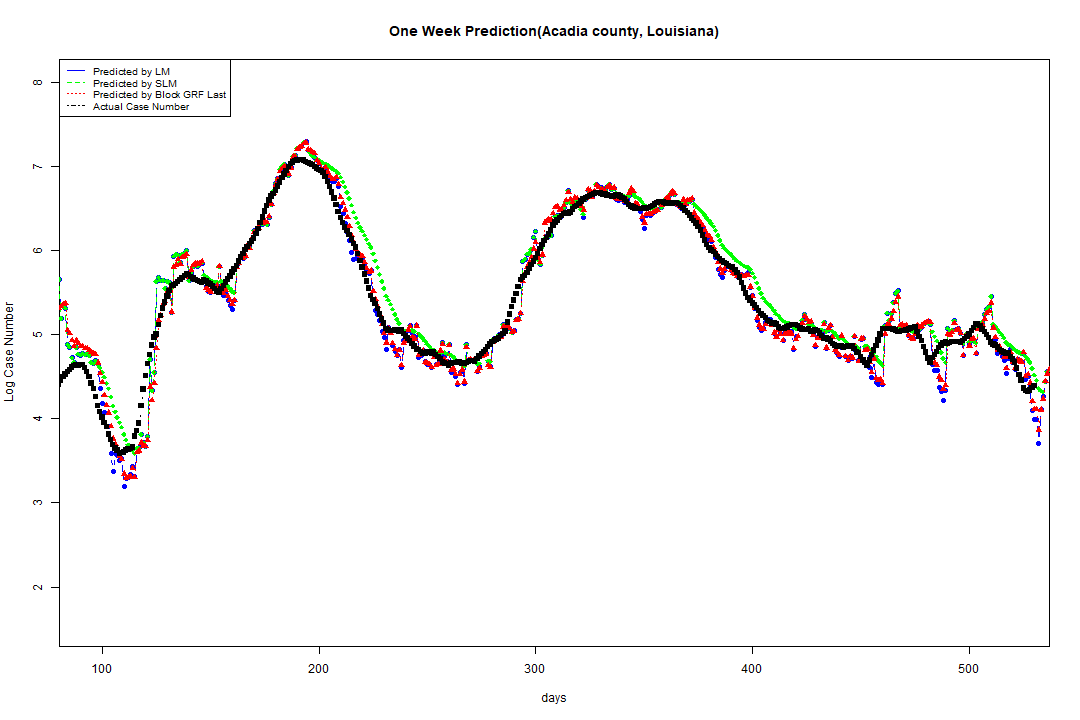 One Week Prediction(Acadia county, Louisiana)
Predicted by LM
Predicted by SLM
Predicted by Block GRF Last
Actual Case Number
8
7
6
5
4
3
2
Log Case Number
100
200
300
400
500
days